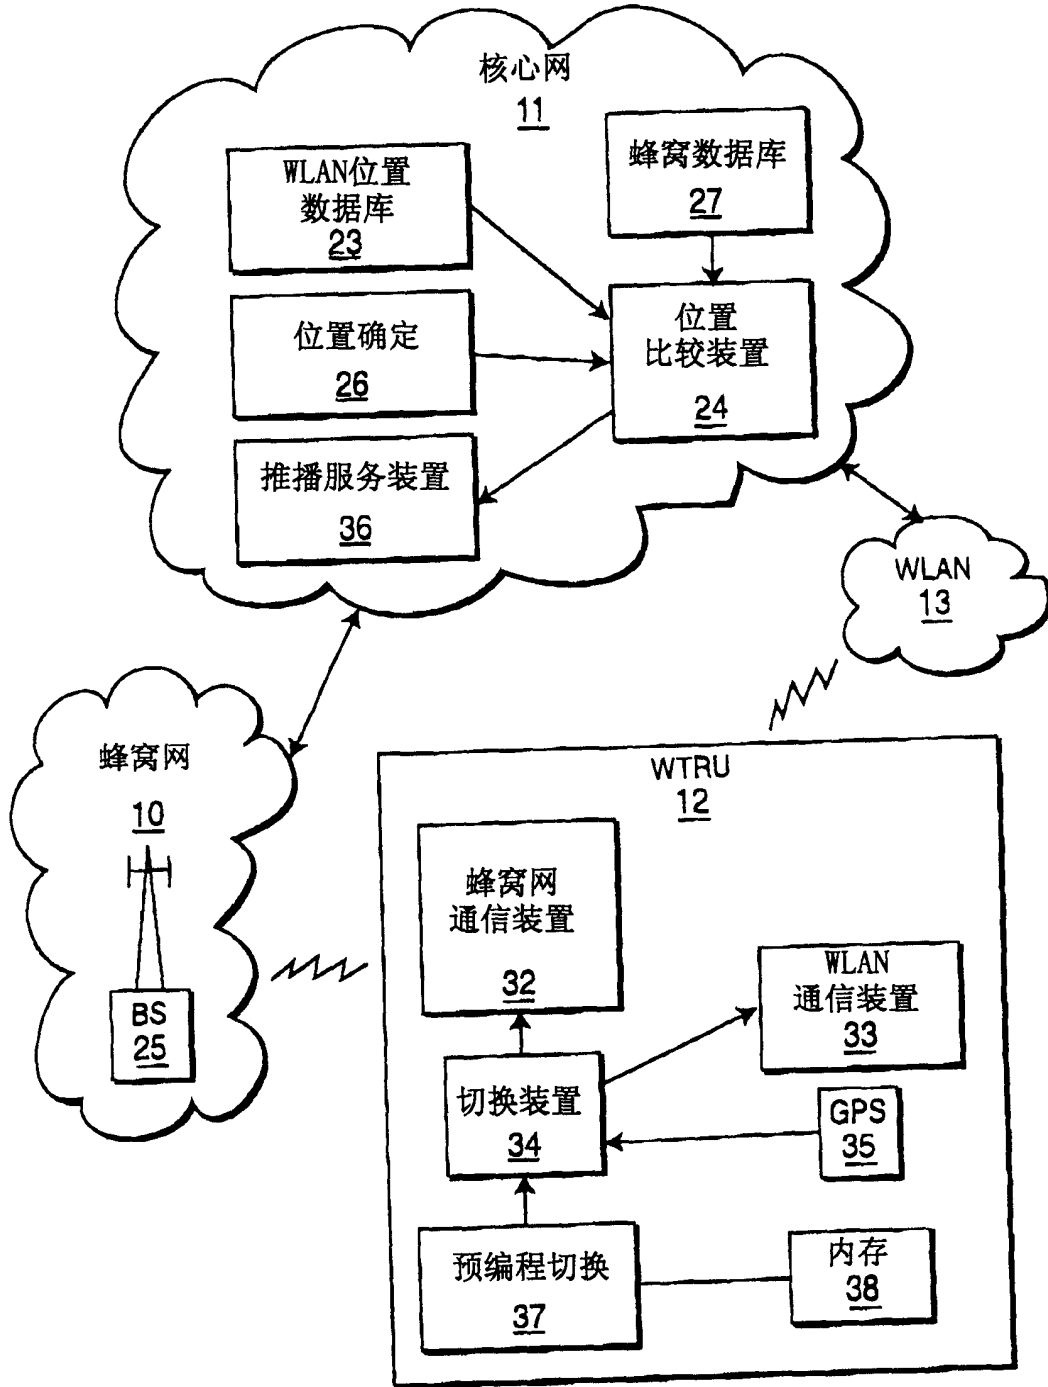 核心网
11
WLAN位置
数据库
23
蜂窝数据库
27
位置确定
26
位置
比较装置
24
推播服务装置
36
WLAN
13
蜂窝网
10
BS
25
WTRU
12
蜂窝网
通信装置
32
WLAN
通信装置
33
切换装置
34
GPS
35
预编程切换
37
内存
38